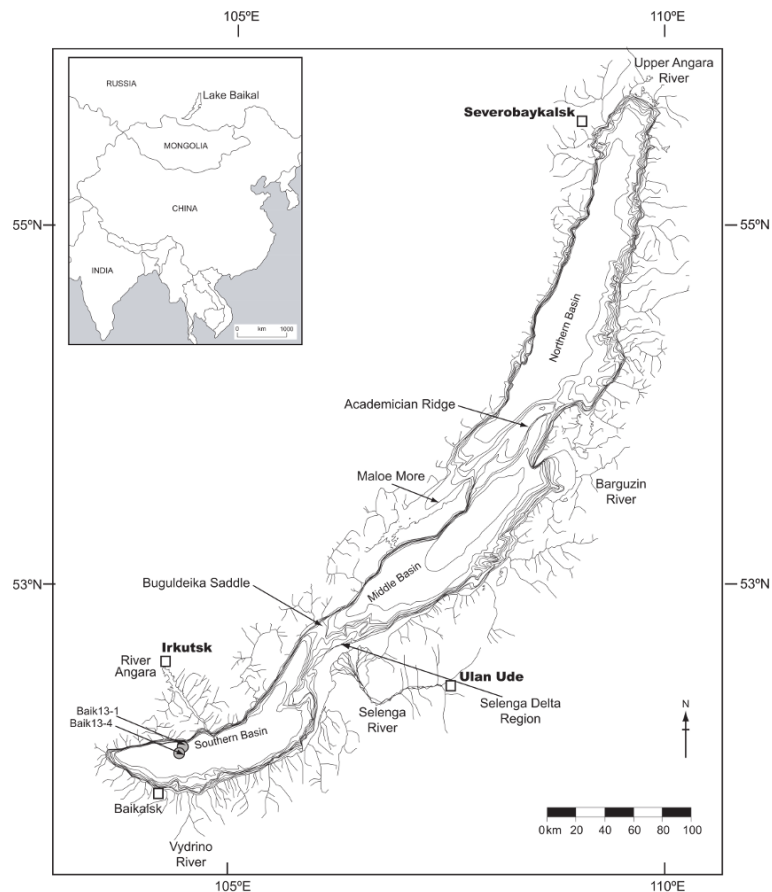 105ºE
110ºE
Upper Angara
River
RUSSIA
Lake Baikal
Severobaykalsk
MONGOLIA
CHINA
55ºN
55ºN
INDIA
0 km 1000
Northern Basin
Academician Ridge
Maloe More
Barguzin
River
53ºN
53ºN
Middle Basin
Buguldeika Saddle
Irkutsk
River
Angara
Ulan Ude
Selenga Delta
Region
Selenga
River
N
Baik13-1
Baik13-4
Southern Basin
Baikalsk
0km 20 40 60 80 100
Vydrino
River
105ºE
110ºE